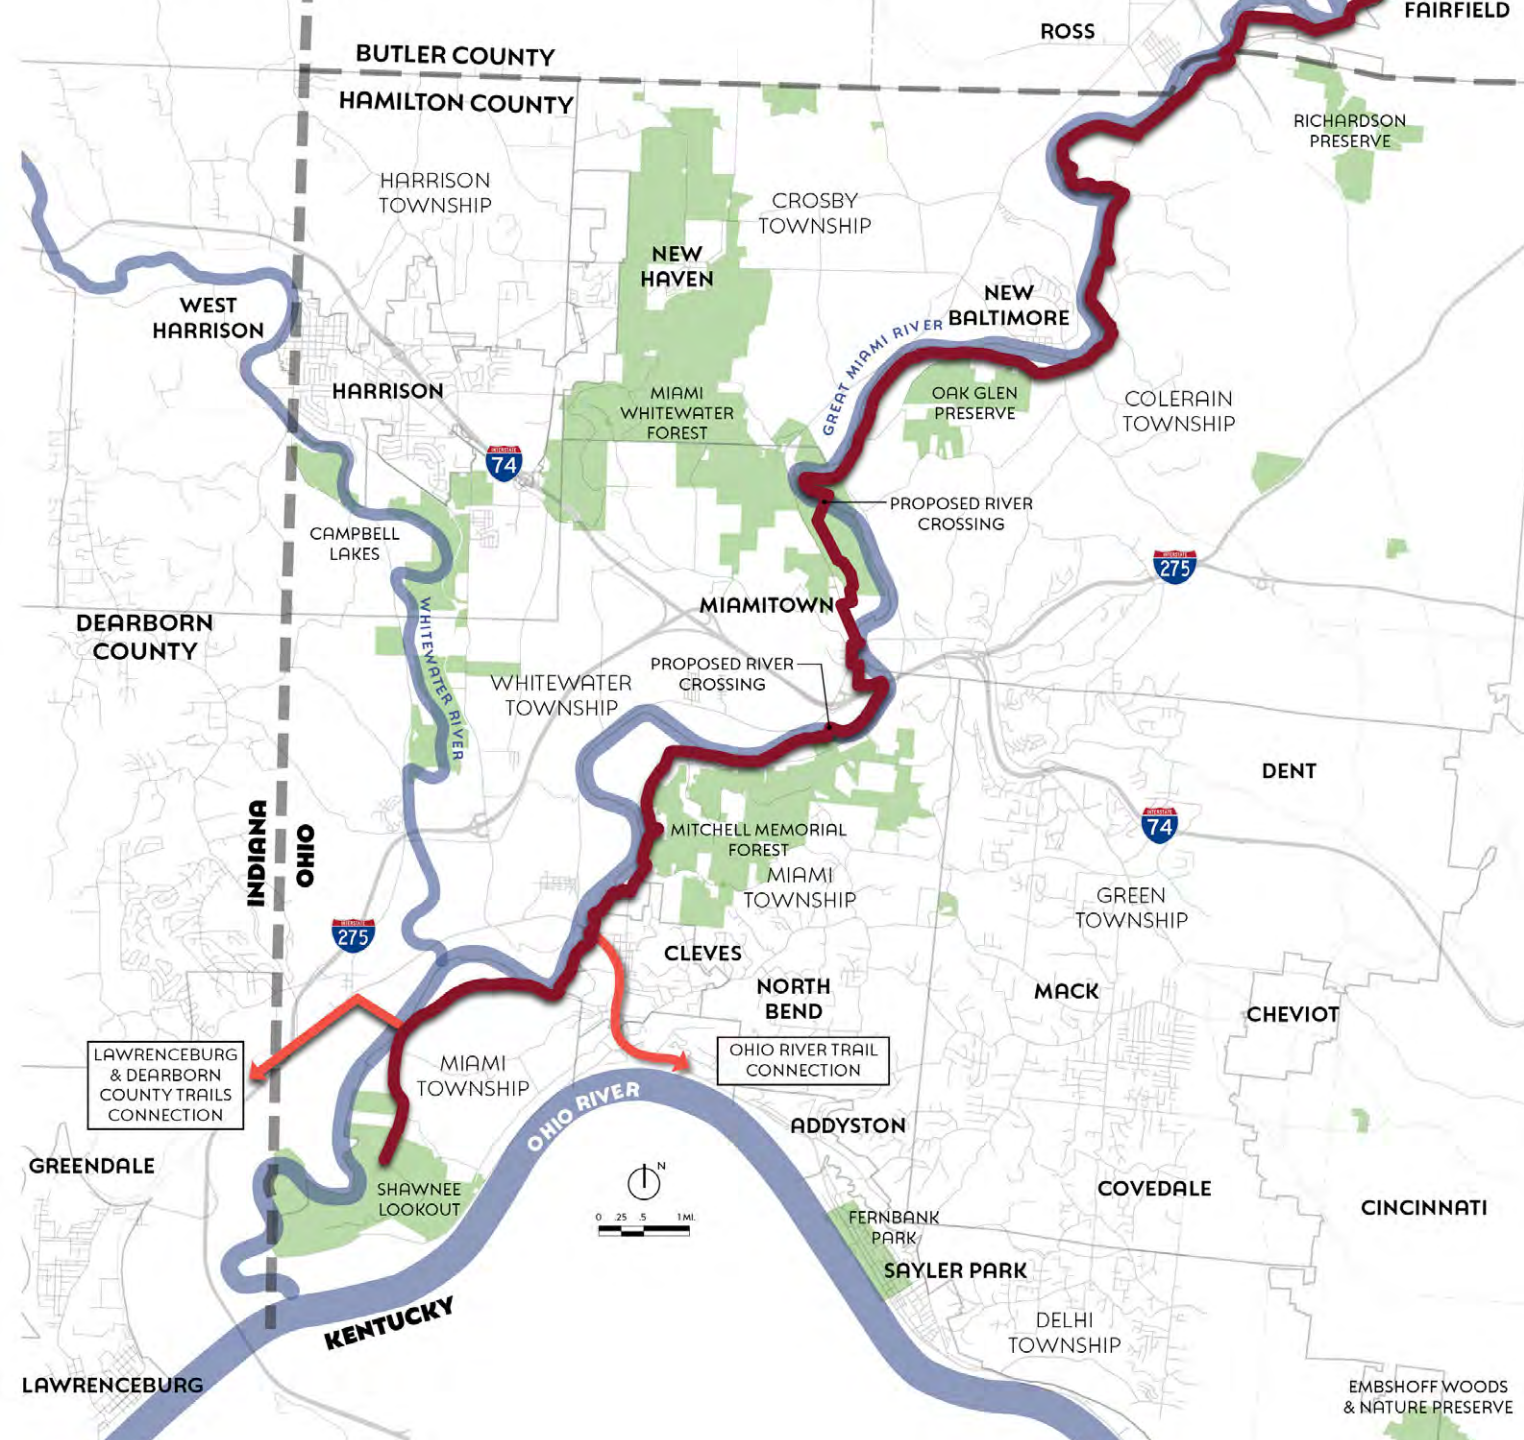 FAIRFIELD
ROSS
BUTLER COUNTY
HAMILTON COUNTY
RICHARDSON
PRESERVE
HARRISON
TOWNSHIP
CROSBY
TOWNSHIP
NEW
HAVEN
WEST
HARRISON
NEW
BALTIMORE
GREAT MIAMI RIVER
HARRISON
MIAMI
WHITEWATER
FOREST
OAK GLEN
PRESERVE
COLERAIN
TOWNSHIP
INTERSTATE
74
PROPOSED RIVER
CROSSING
CAMPBELL
LAKES
INTERSTATE
275
MIAMITOWN
DEARBORN
COUNTY
WHITEWATER RIVER
PROPOSED RIVER
CROSSING
WHITEWATER
TOWNSHIP
DENT
INDIANA
OHIO
MITCHELL MEMORIAL
FOREST
INTERSTATE
74
MIAMI
TOWNSHIP
GREEN
TOWNSHIP
INTERSTATE
275
CLEVES
NORTH
BEND
MACK
CHEVIOT
LAWRENCEBURG
& DEARBORN
COUNTY TRAILS
CONNECTION
OHIO RIVER TRAIL
CONNECTION
MIAMI
TOWNSHIP
OHIO RIVER
ADDYSTON
GREENDALE
N
SHAWNEE
LOOKOUT
0 .25 .5 1 MI.
COVEDALE
CINCINNATI
FERNBANK
PARK
SAYLER PARK
KENTUCKY
DELHI
TOWNSHIP
LAWRENCEBURG
EMBSHOFF WOODS
& NATURE PRESERVE